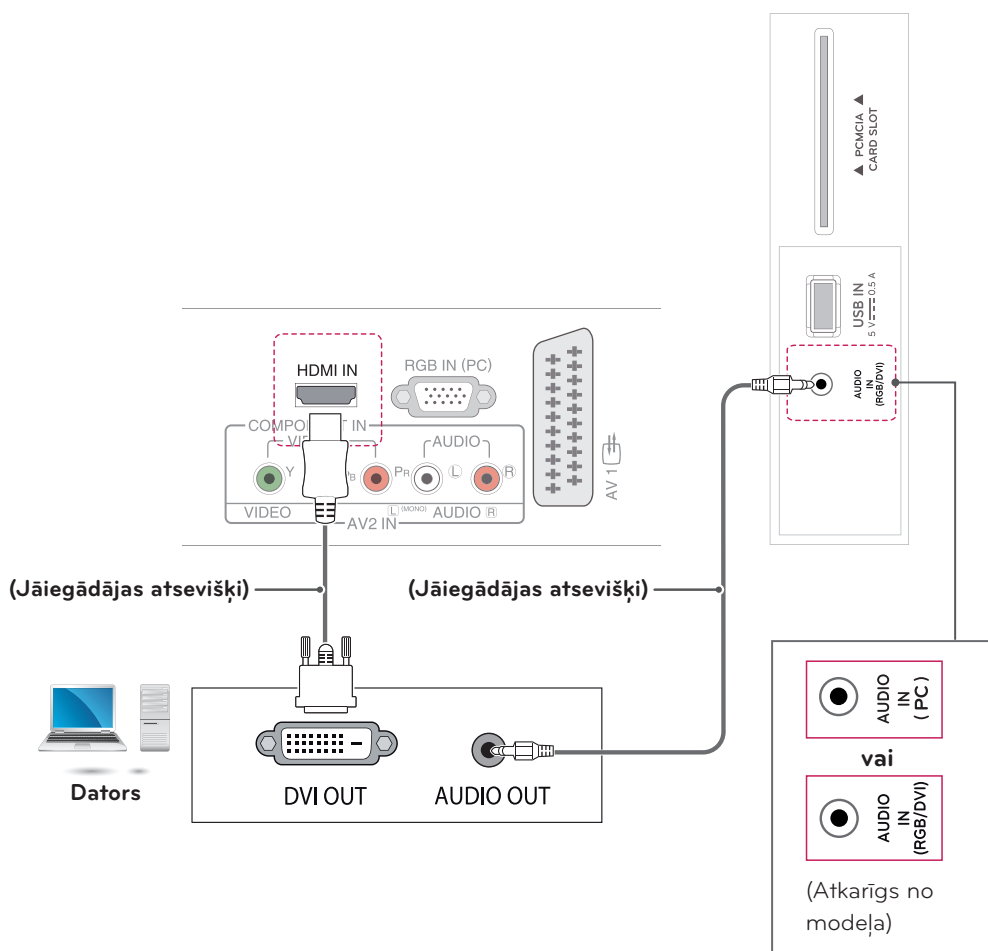 ▲ PCMCIA ▲
CARD SLOT
USB IN
5 V 0.5 A
AUDIO
IN
(RGB/DVI)
HDMI IN
RGB IN (PC)
COMPO T IN
VI
AUDIO
Y
B
PR
L
R
VIDEO
L (MONO) AUDIO R
AV2 IN
AV 1
(Jāiegādājas atsevišķi)
(Jāiegādājas atsevišķi)
Dators
DVI OUT
AUDIO OUT
AUDIO
IN
(PC)
vai
AUDIO
IN
(RGB/DVI)
(Atkarīgs no
modeļa)